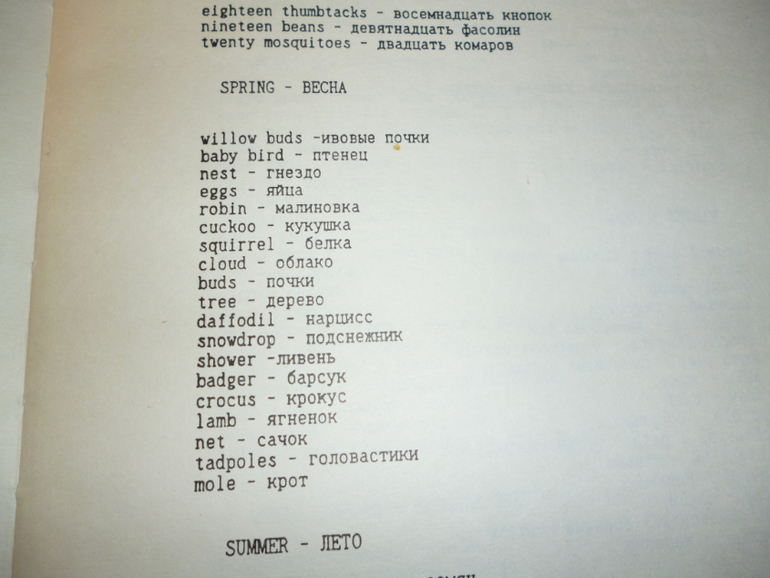 eighteen thumbtacks - восемнадцать кнопок
nineteen beans - девятнадцать фасолин
twenty mosquitoes - двадцать комаров
SPRING - ВЕСНА
willow buds -ивовые почки
baby bird - птенец
nest - гнездо
eggs - яйца
robin - малиновка
cuckoo - кукушка
squirrel - белка
cloud - облако
buds - почки
tree - дерево
daffodil - нарцисс
snowdrop - подснежник
shower -ливень
badger - барсук
crocus - крокус
lamb - ягненок
net - сачок
tadpoles - головастики
mole - крот
SUMMER - ЛЕТО